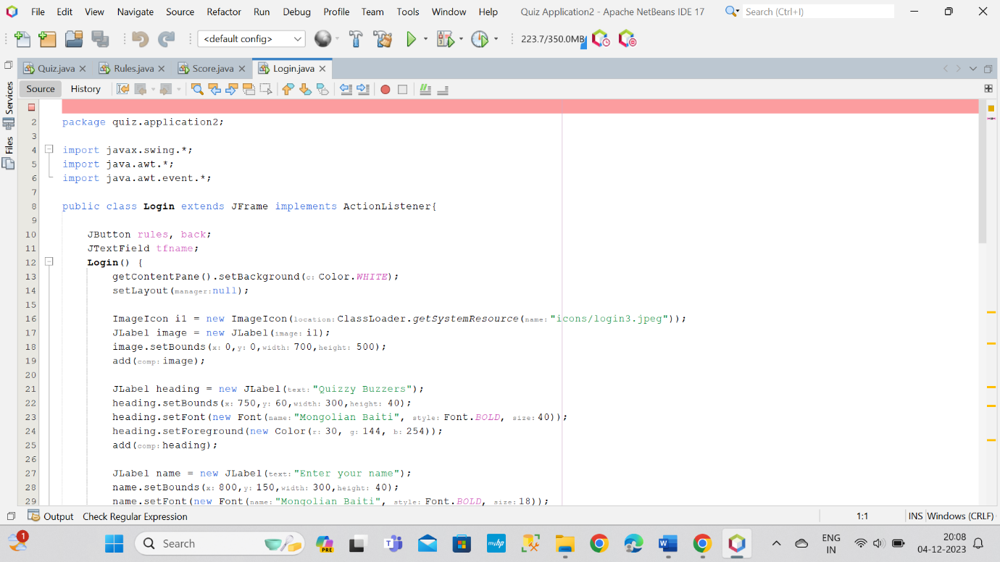 File Edit View Navigate Source Refactor Run Debug Profile Team Tools Window Help Quiz Application2 - Apache NetBeans IDE 17 Search (Ctrl+I)
<default config> 223.7/350.0MB
Quiz.java Rules.java Score.java Login.java
Source History
Services
Files
2 package quiz.application2;
3
4 import javax.swing.*;
5 import java.awt.*;
6 import java.awt.event.*;
7
8 public class Login extends JFrame implements ActionListener{
9
10 JButton rules, back;
11 JTextField tfname;
12 Login() {
13 getContentPane().setBackground(c: Color.WHITE);
14 setLayout(manager:null);
15
16 ImageIcon i1 = new ImageIcon(location: ClassLoader.getSystemResource(name: "icons/login3.jpeg"));
17 JLabel image = new JLabel(image: i1);
18 image.setBounds(x: 0,y: 0,width: 700,height: 500);
19 add(comp: image);
20
21 JLabel heading = new JLabel(text: "Quizzy Buzzers");
22 heading.setBounds(x: 750,y: 60,width: 300,height: 40);
23 heading.setFont(new Font(name: "Mongolian Baiti", style: Font.BOLD, size: 40));
24 heading.setForeground(new Color(r: 30, g: 144, b: 254));
25 add(comp: heading);
26
27 JLabel name = new JLabel(text: "Enter your name");
28 name.setBounds(x: 800,y: 150,width: 300,height: 40);
29 name.setFont(new Font(name: "Mongolian Baiti", style: Font.BOLD, size: 18));
Output Check Regular Expression 1:1 INS Windows (CRLF)
1 Search PRE T myhp W ENG IN 20:08 04-12-2023